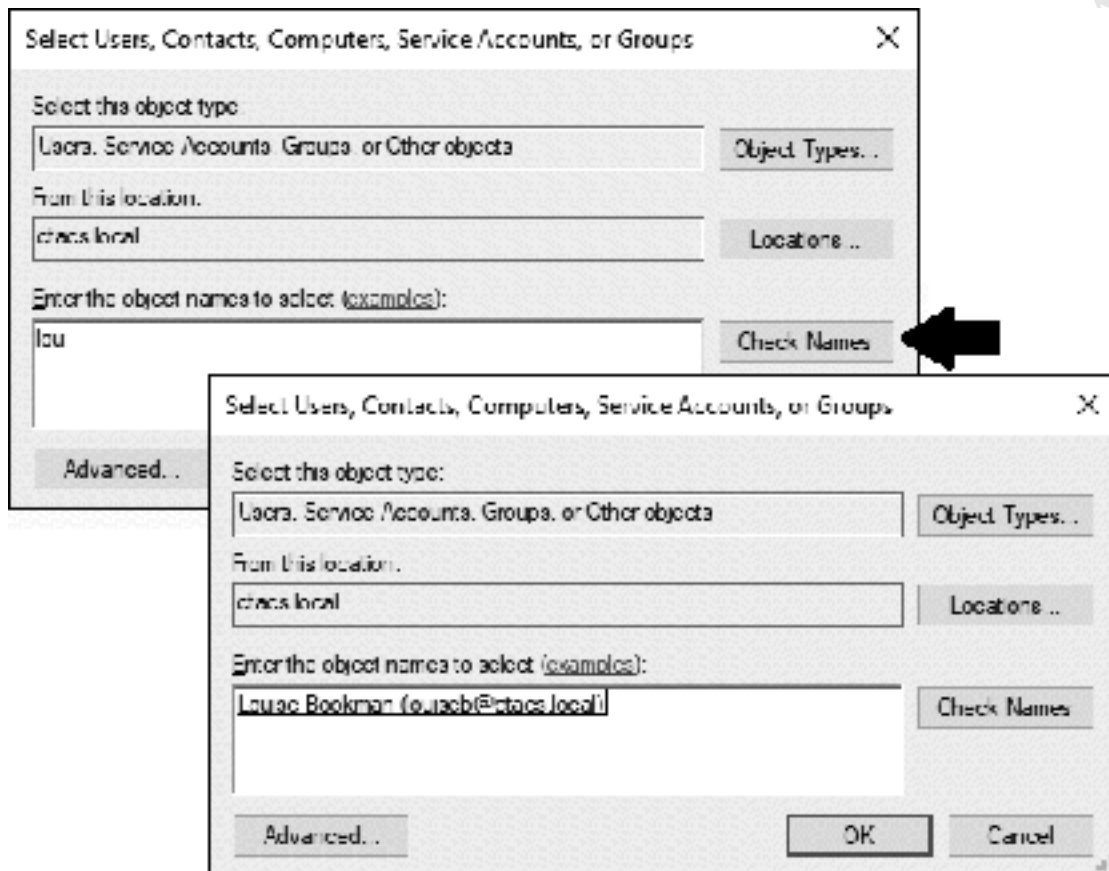 Select Users, Contacts, Computers, Service Accounts, or Groups
Select this object type:
Users, Service Accounts, Groups, or Other objects
Object Types...
From this location:
ctacs.local
Locations...
Enter the object names to select (examples):
lou
Check Names
Advanced...
Select Users, Contacts, Computers, Service Accounts, or Groups
Select this object type:
Users, Service Accounts, Groups, or Other objects
Object Types...
From this location:
ctacs.local
Locations...
Enter the object names to select (examples):
Louise Bookman (louiseb@ctacs.local)
Check Names
Advanced...
OK
Cancel